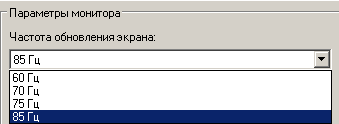 Параметры монитора
Частота обновления экрана:
85 Гц
60 Гц
70 Гц
75 Гц
85 Гц